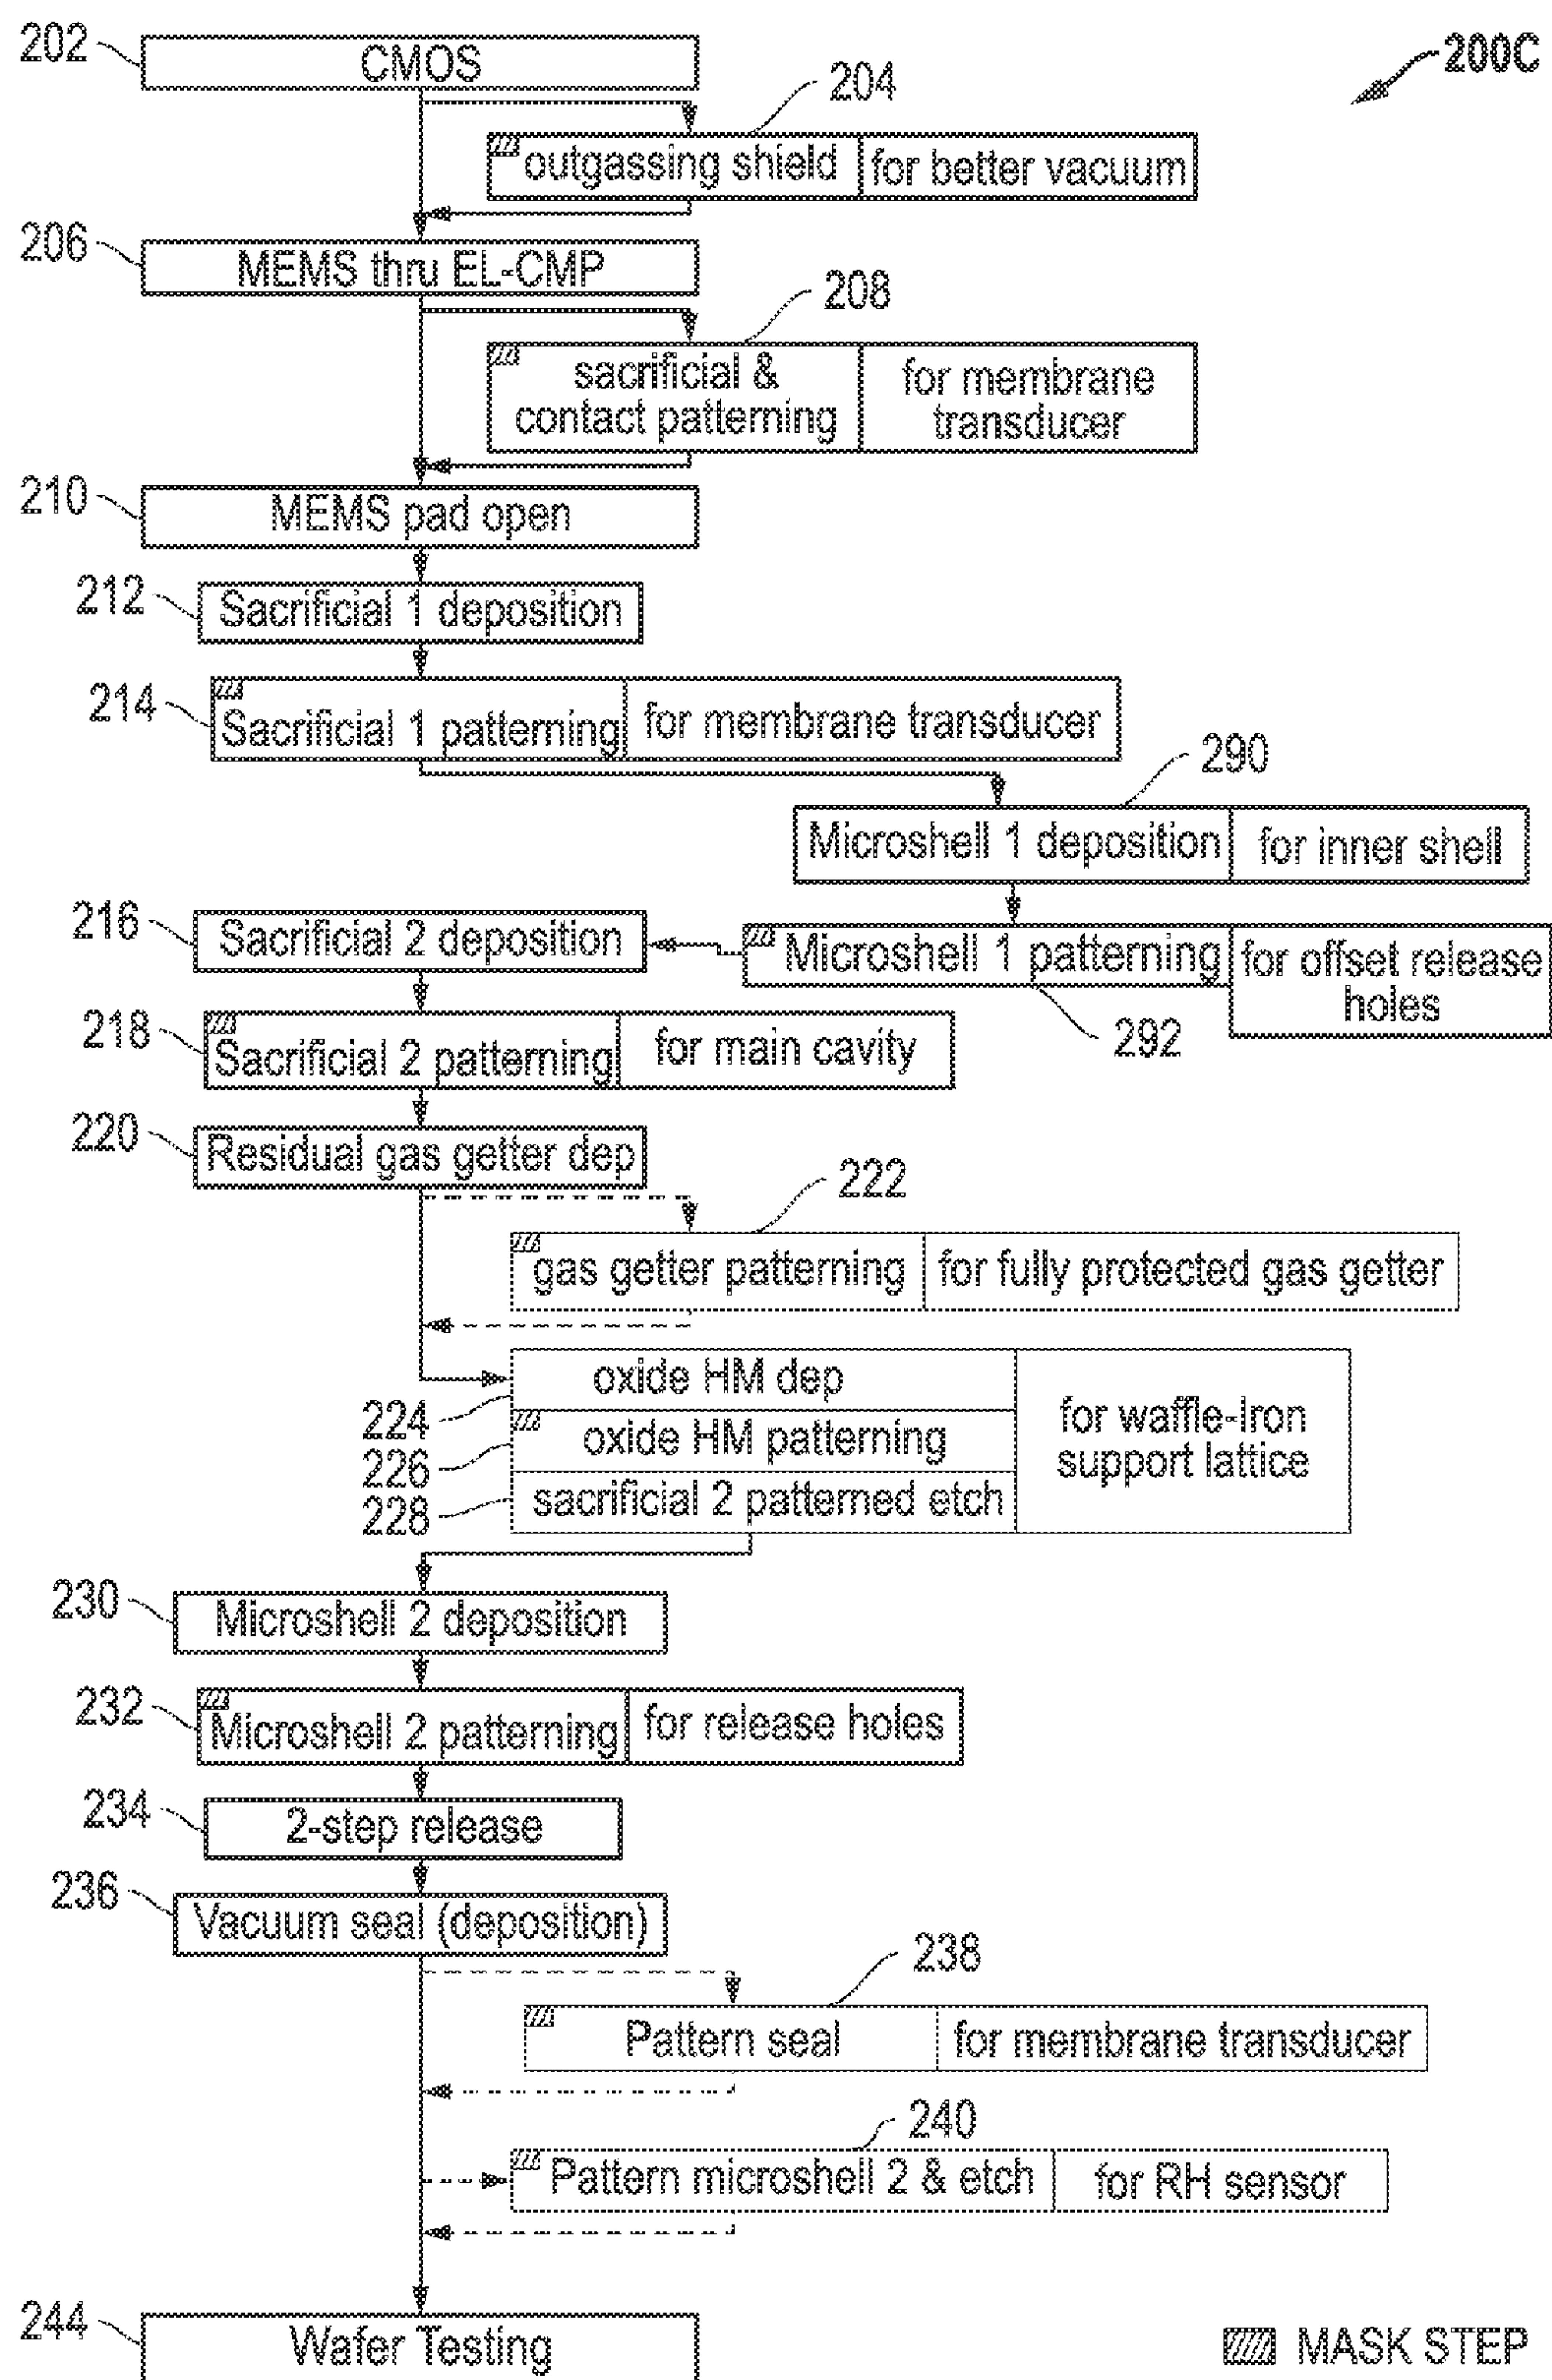 202
CMOS
200C
204
outgassing shield
for better vacuum
206
MEMS thru EL-CMP
208
sacrificial &
contact patterning
for membrane
transducer
210
MEMS pad open
212
Sacrificial 1 deposition
214
Sacrificial 1 patterning
for membrane transducer
290
Microshell 1 deposition
for inner shell
216
Sacrificial 2 deposition
Microshell 1 patterning
for offset release
holes
292
218
Sacrificial 2 patterning
for main cavity
220
Residual gas getter dep
222
gas getter patterning
for fully protected gas getter
224
oxide HM dep
226
oxide HM patterning
228
sacrificial 2 patterned etch
for waffle-iron
support lattice
230
Microshell 2 deposition
232
Microshell 2 patterning
for release holes
234
2-step release
236
Vacuum seal (deposition)
238
Pattern seal
for membrane transducer
240
Pattern microshell 2 & etch
for RH sensor
244
Wafer Testing
MASK STEP